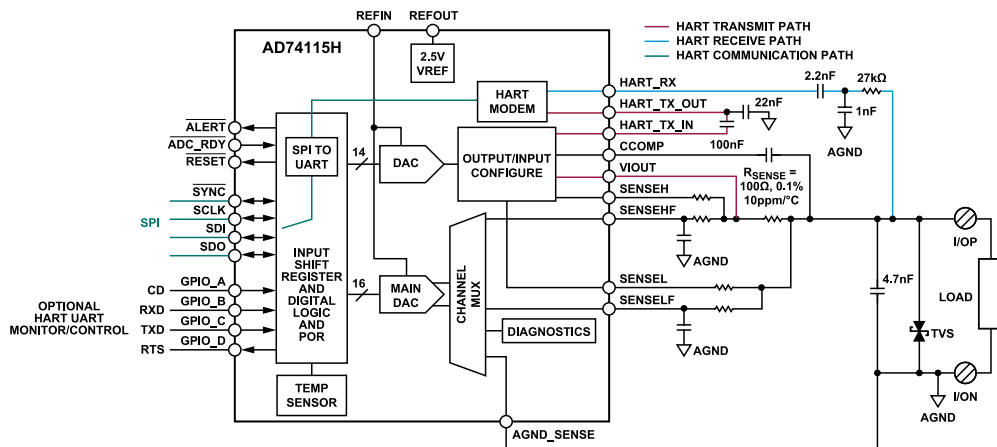 REFIN
REFOUT
AD74115H
2.5V
VREF
HART TRANSMIT PATH
HART RECEIVE PATH
HART COMMUNICATION PATH
HART
MODEM
HART_RX
HART_TX_OUT
HART_TX_IN
CCOMP
VIOUT
SENSEH
SENSEHF
SENSEL
SENSELF
2.2nF
27kΩ
1nF
AGND
22nF
100nF
RSENSE =
100Ω, 0.1%
10ppm/°C
ALERT
ADC_RDY
RESET
SYNC
SCLK
SDI
SDO
SPI
SPI TO
UART
14
DAC
OUTPUT/INPUT
CONFIGURE
INPUT
SHIFT
REGISTER
AND
DIGITAL
LOGIC
AND
POR
16
MAIN
DAC
CHANNEL
MUX
DIAGNOSTICS
AGND
AGND
OPTIONAL
HART UART
MONITOR/CONTROL
CD
RXD
TXD
RTS
GPIO_A
GPIO_B
GPIO_C
GPIO_D
TEMP
SENSOR
AGND_SENSE
4.7nF
TVS
I/OP
LOAD
I/ON
AGND